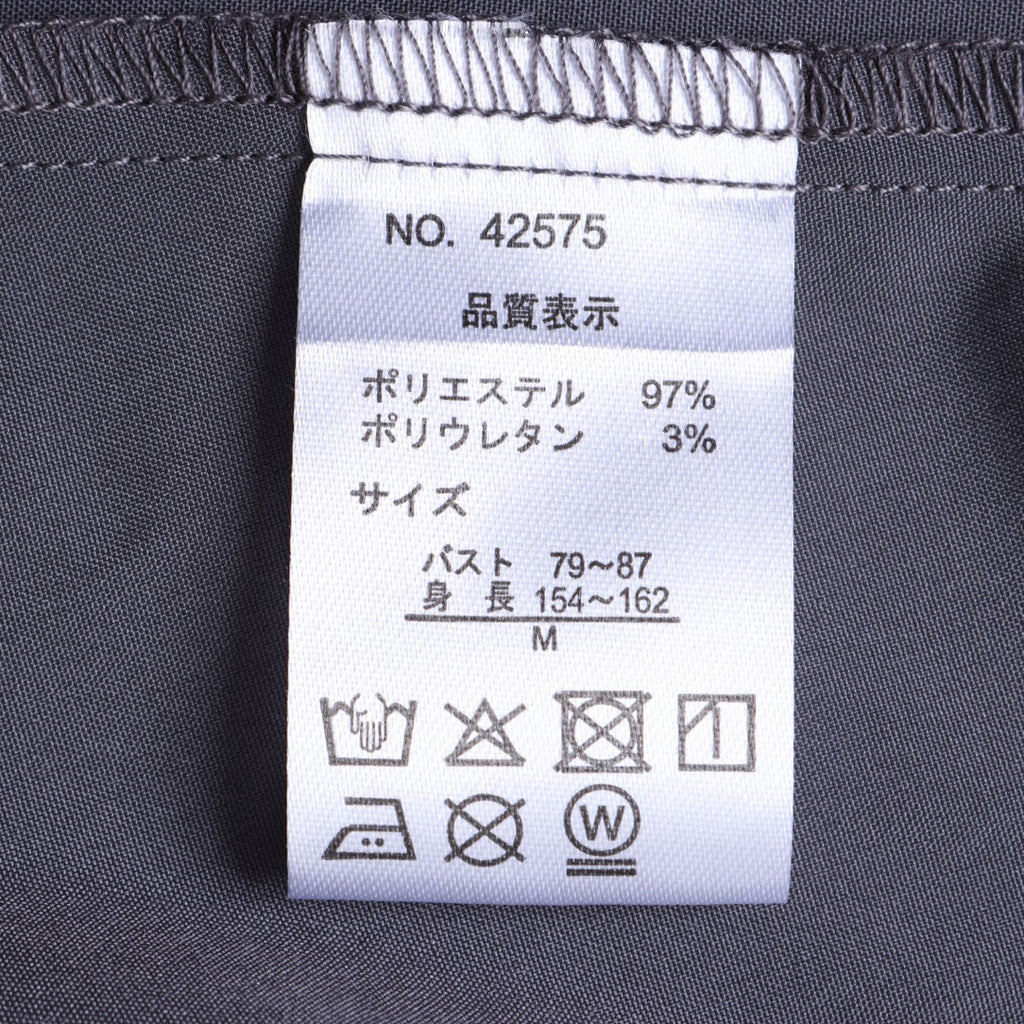 NO. 42575
品質表示
ポリエステル 97%
ポリウレタン 3%
サイズ
バスト 79～87
身 長 154～162
M
W